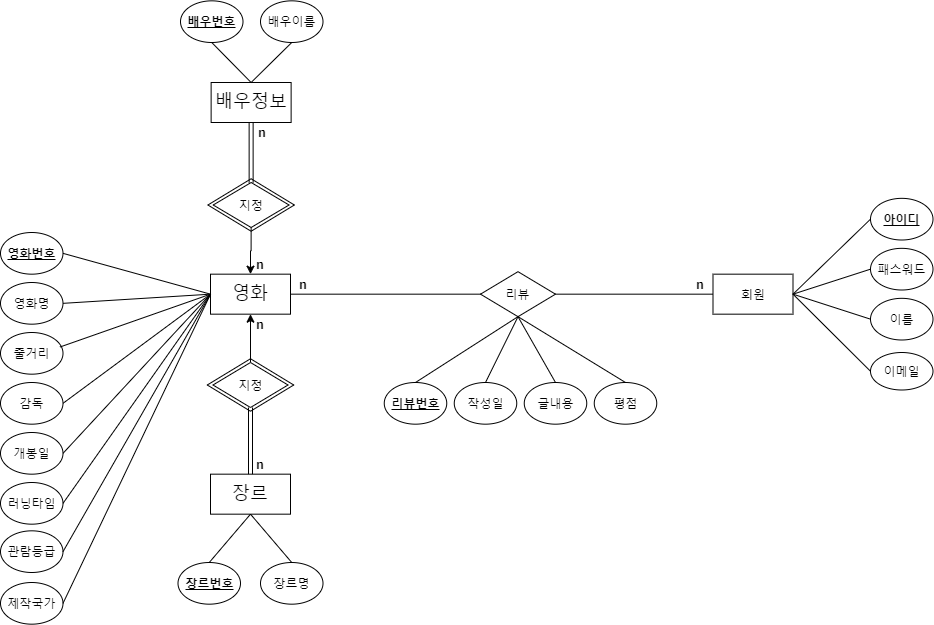 배우번호
배우이름
배우정보
n
지정
n
영화
n
n
영화번호
영화명
줄거리
감독
개봉일
러닝타임
관람등급
제작국가
지정
n
장르
장르번호
장르명
리뷰
리뷰번호
작성일
글내용
평점
n
회원
아이디
패스워드
이름
이메일